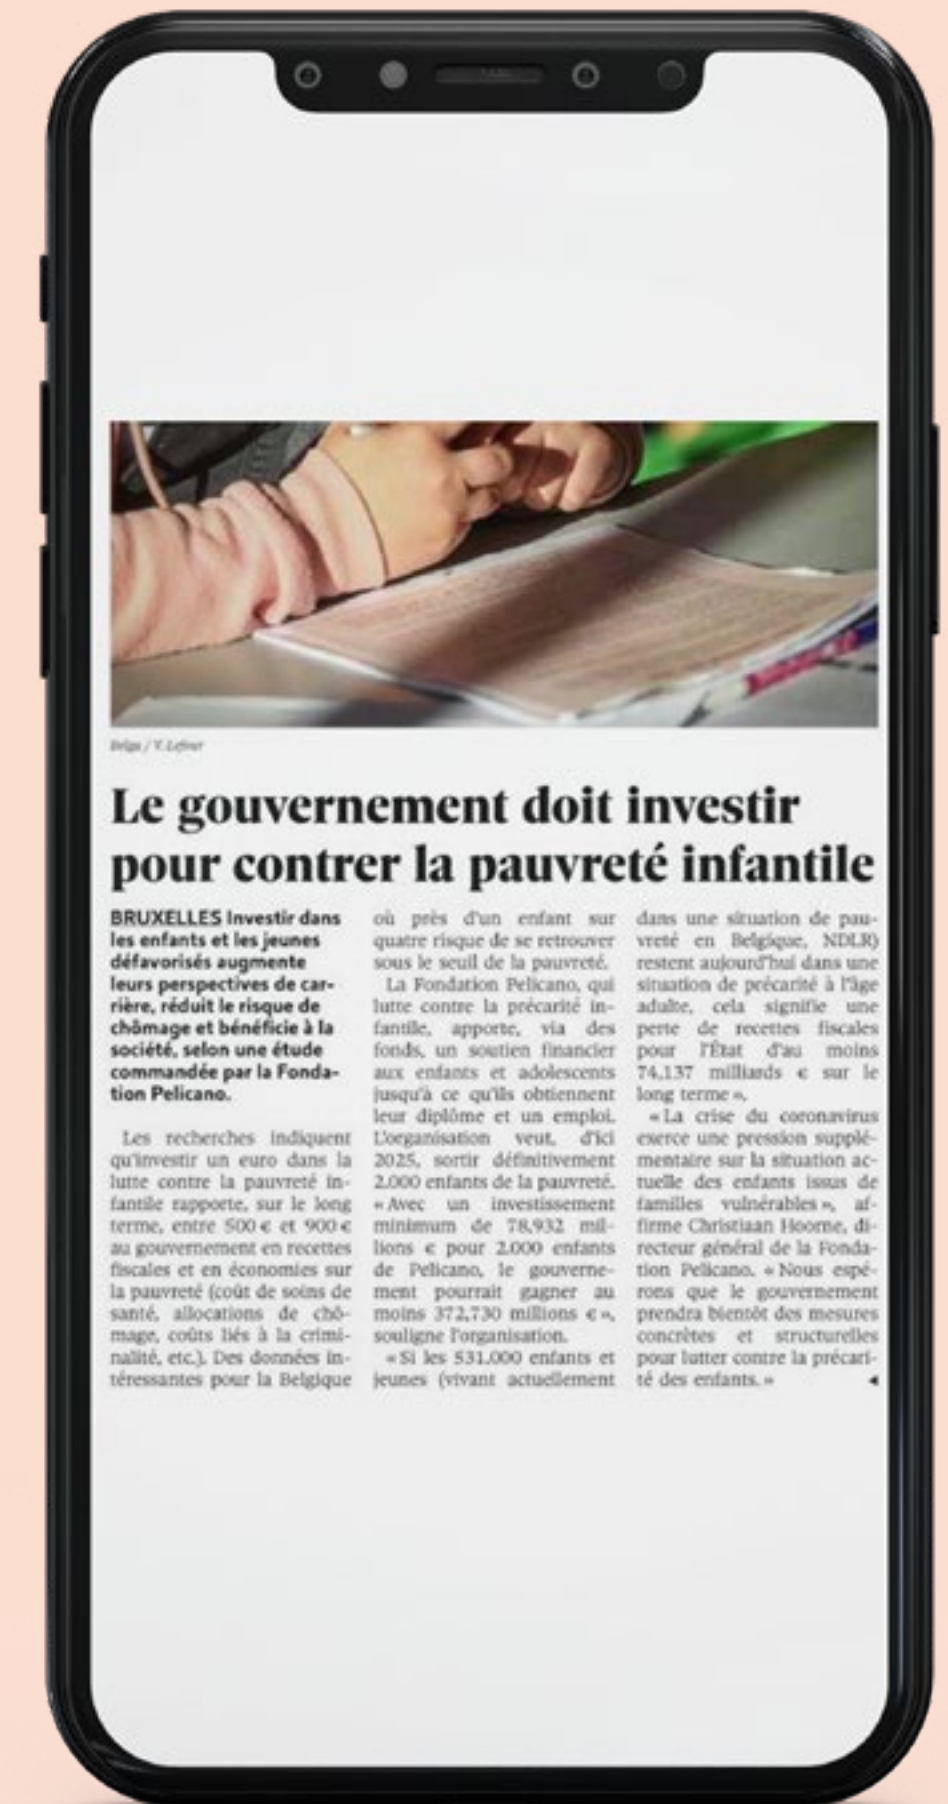 Belga / V. Lefour
Le gouvernement doit investir
pour contrer la pauvreté infantile
BRUXELLES Investir dans
les enfants et les jeunes
défavorisés augmente
leurs perspectives de car-
rière, réduit le risque de
chômage et bénéficie à la
société, selon une étude
commandée par la Fonda-
tion Pelicano.
Les recherches indiquent
qu'investir un euro dans la
lutte contre la pauvreté in-
fantile rapporte, sur le long
terme, entre 500 € et 900 €
au gouvernement en recettes
fiscales et en économies sur
la pauvreté (coût de soins de
santé, allocations de chô-
mage, coûts liés à la crimi-
nalité, etc.). Des données in-
téressantes pour la Belgique
où près d'un enfant sur
quatre risque de se retrouver
sous le seuil de la pauvreté.
La Fondation Pelicano, qui
lutte contre la précarité in-
fantile, apporte, via des
fonds, un soutien financier
aux enfants et adolescents
jusqu'à ce qu'ils obtiennent
leur diplôme et un emploi.
L'organisation veut, d'ici
2025, sortir définitivement
2.000 enfants de la pauvreté.
« Avec un investissement
minimum de 78,932 mil-
lions € pour 2.000 enfants
de Pelicano, le gouverne-
ment pourrait gagner au
moins 372,730 millions € »,
souligne l'organisation.
« Si les 531.000 enfants et
jeunes (vivant actuellement
dans une situation de pau-
vreté en Belgique, NDLR)
restent aujourd'hui dans une
situation de précarité à l'âge
adulte, cela signifie une
perte de recettes fiscales
pour l'État d'au moins
74,137 milliards € sur le
long terme ».
« La crise du coronavirus
exerce une pression supplé-
mentaire sur la situation ac-
tuelle des enfants issus de
familles vulnérables », af-
firme Christiaan Hoorne, di-
recteur général de la Fonda-
tion Pelicano. « Nous espé-
rons que le gouvernement
prendra bientôt des mesures
concrètes et structurelles
pour lutter contre la précari-
té des enfants. »